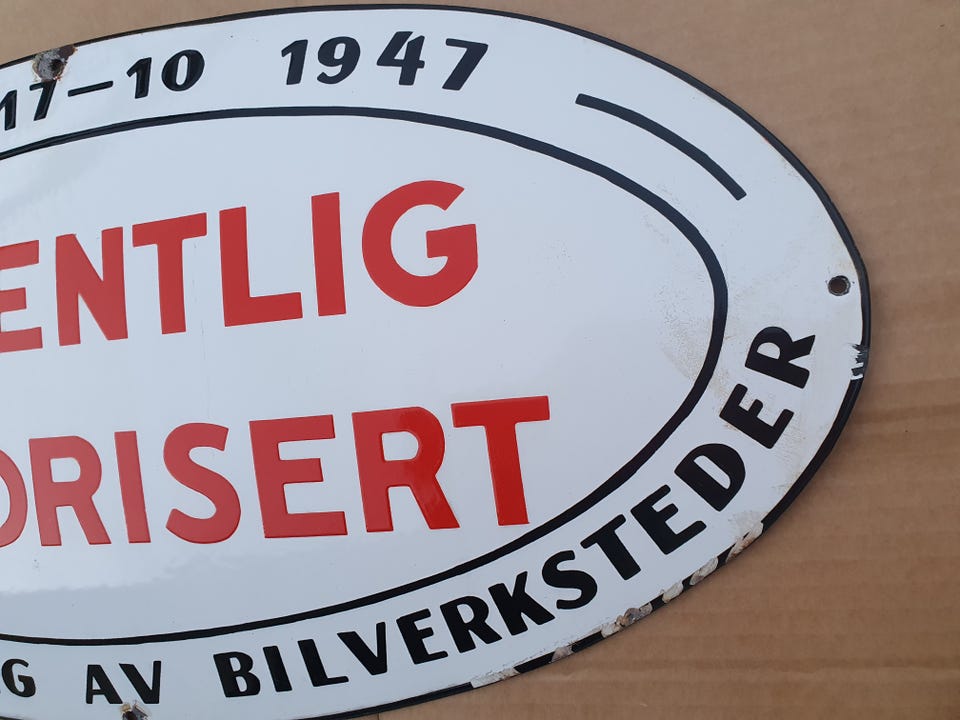 17-10 1947
ENTLIG
ORISERT
G AV BILVERKSTEDER